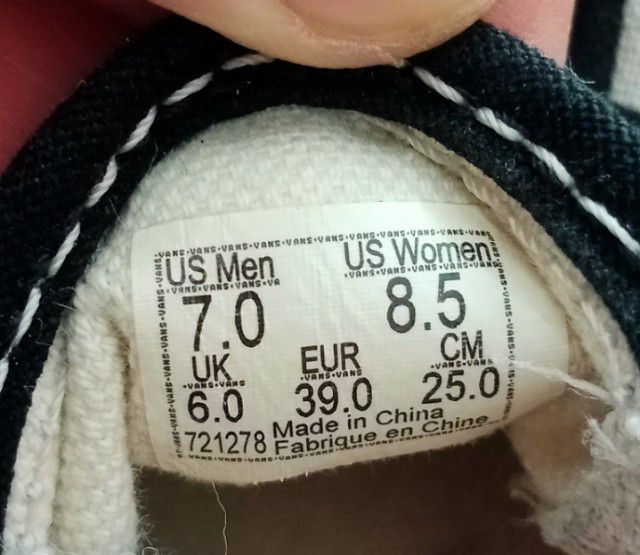 US Men US Women
7.0 8.5
UK EUR CM
6.0 39.0 25.0
721278 Made in China
Fabrique en Chine